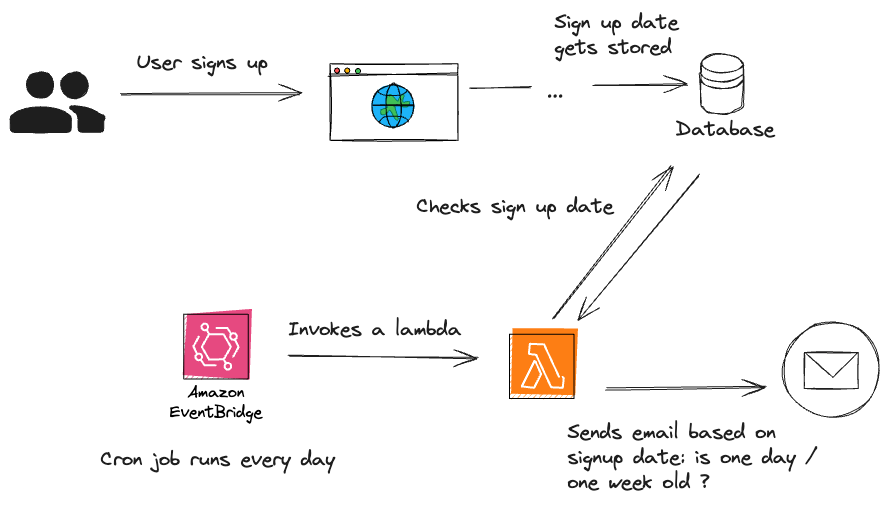 User signs up
Sign up date
gets stored
...
Database
Checks sign up date
Invokes a lambda
Amazon
EventBridge
Cron job runs every day
Sends email based on
signup date: is one day /
one week old ?